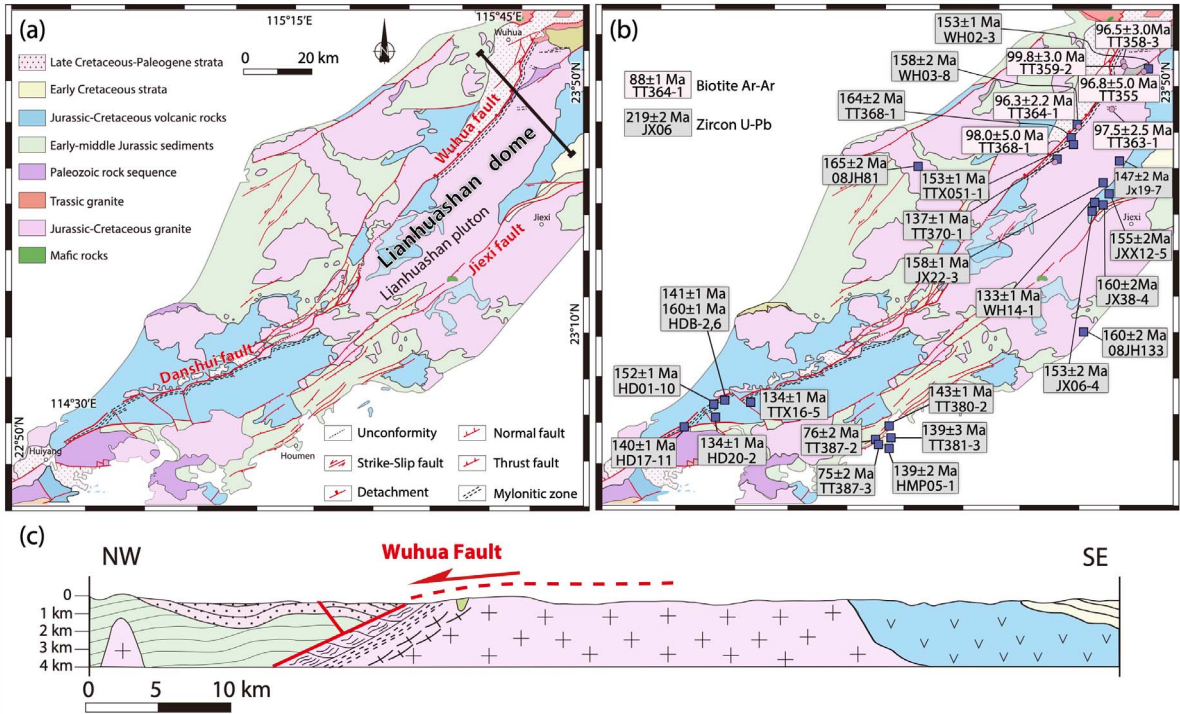 (a)
115°15'E
115°45'E
0 20 km
Wuhua
23°50'N
Late Cretaceous-Paleogene strata
Early Cretaceous strata
Jurassic-Cretaceous volcanic rocks
Early-middle Jurassic sediments
Paleozoic rock sequence
Trassic granite
Jurassic-Cretaceous granite
Mafic rocks
Wuhua fault
Lianhuashan dome
Lianhuashan pluton
Jiexi fault
Jiexi
23°10'N
Danshui fault
114°30'E
22°50'N
Huiyang
Houmen
Unconformity
Normal fault
Strike-Slip fault
Thrust fault
Detachment
Mylonitic zone
(b)
88±1 Ma
TT364-1
Biotite Ar-Ar
219±2 Ma
JX06
Zircon U-Pb
153±1 Ma
WH02-3
96.5±3.0Ma
TT358-3
158±2 Ma
WH03-8
99.8±3.0 Ma
TT359-2
96.8±5.0 Ma
TT355
164±2 Ma
TT368-1
96.3±2.2 Ma
TT364-1
98.0±5.0 Ma
TT368-1
97.5±2.5 Ma
TT363-1
165±2 Ma
08JH81
153±1 Ma
TTX051-1
147±2 Ma
Jx19-7
137±1 Ma
TT370-1
Jiexi
155±2Ma
JXX12-5
158±1 Ma
JX22-3
160±2Ma
JX38-4
133±1 Ma
WH14-1
141±1 Ma
160±1 Ma
HDB-2,6
160±2 Ma
08JH133
153±2 Ma
JX06-4
152±1 Ma
HD01-10
134±1 Ma
TTX16-5
143±1 Ma
TT380-2
140±1 Ma
HD17-11
134±1 Ma
HD20-2
76±2 Ma
TT387-2
139±3 Ma
TT381-3
75±2 Ma
TT387-3
139±2 Ma
HMP05-1
(c)
NW
Wuhua Fault
SE
0
1 km
2 km
3 km
4 km
0 5 10 km